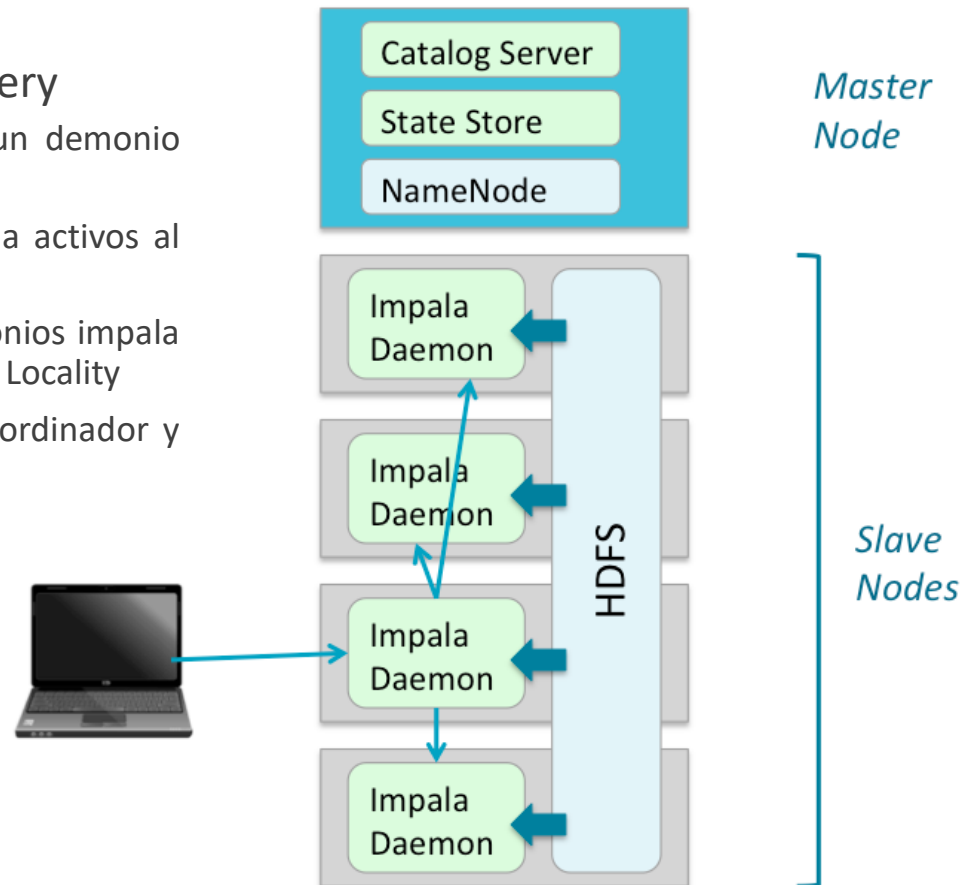 ery
un demonio
a activos al
onios impala
Locality
ordinador y
Catalog Server
State Store
NameNode
Master
Node
Impala
Daemon
Impala
Daemon
Impala
Daemon
Impala
Daemon
HDFS
Slave
Nodes